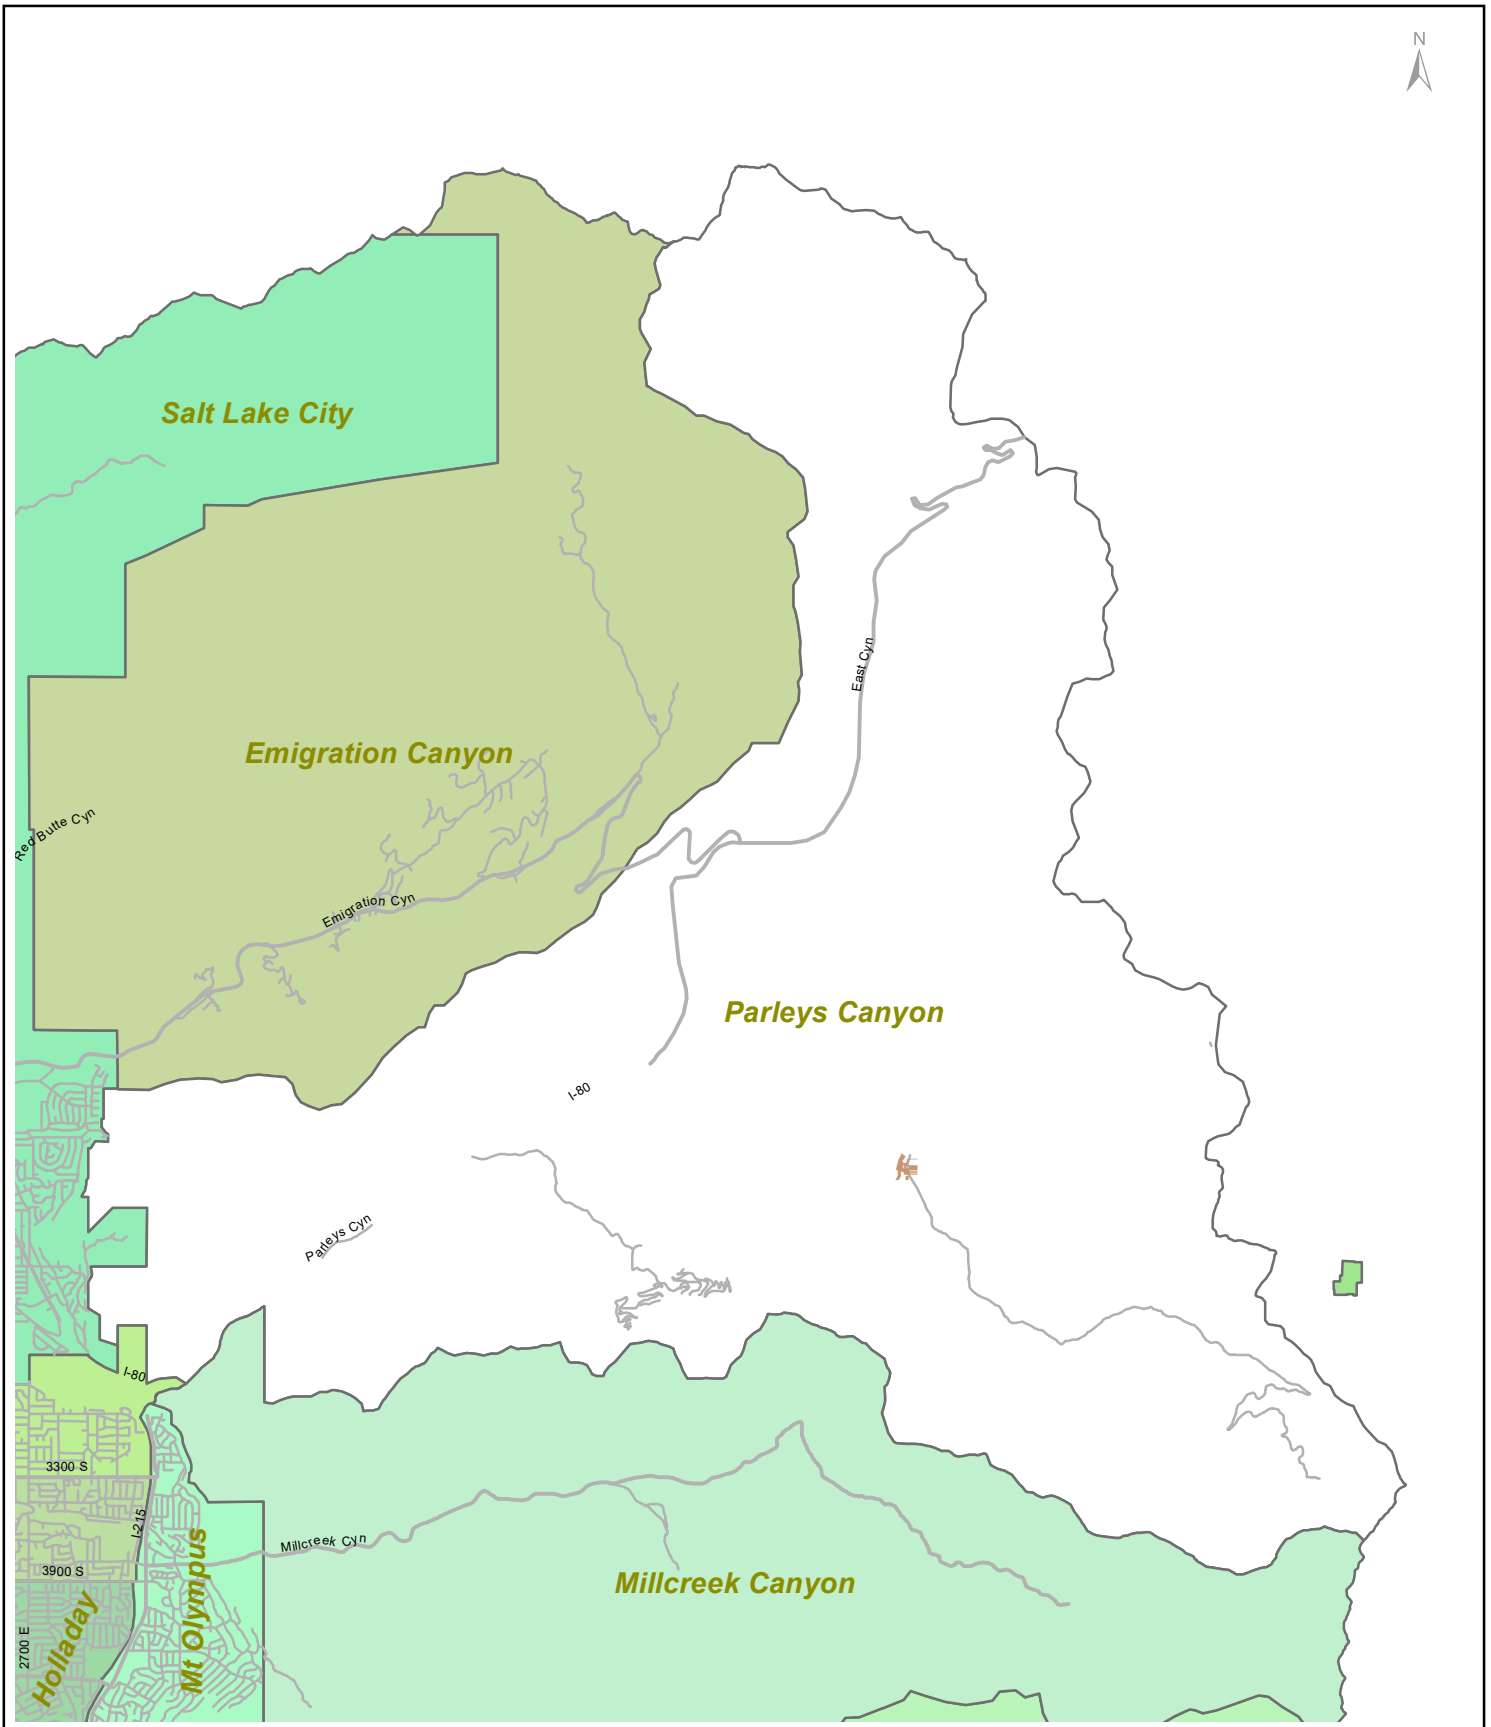 N
Salt Lake City
East Cyn
Emigration Canyon
Red Butte Cyn
Emigration Cyn
Parleys Canyon
I-80
Parleys Cyn
I-80
3300 S
I-215
Millcreek Cyn
3900 S
Millcreek Canyon
Mt Olympus
Holladay
2700 E